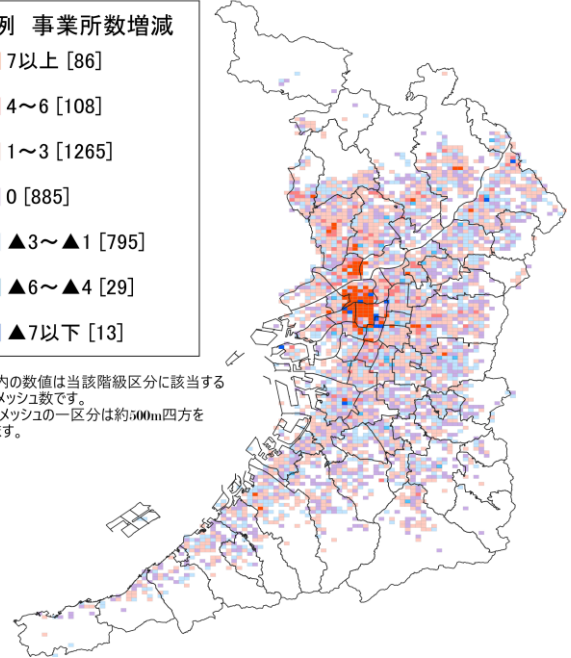 例 事業所数増減
7以上 [86]
4～6 [108]
1～3 [1265]
0 [885]
▲3～▲1 [795]
▲6～▲4 [29]
▲7以下 [13]
内の数値は当該階級区分に該当する
メッシュ数です。
メッシュの一区分は約500m四方を
す。